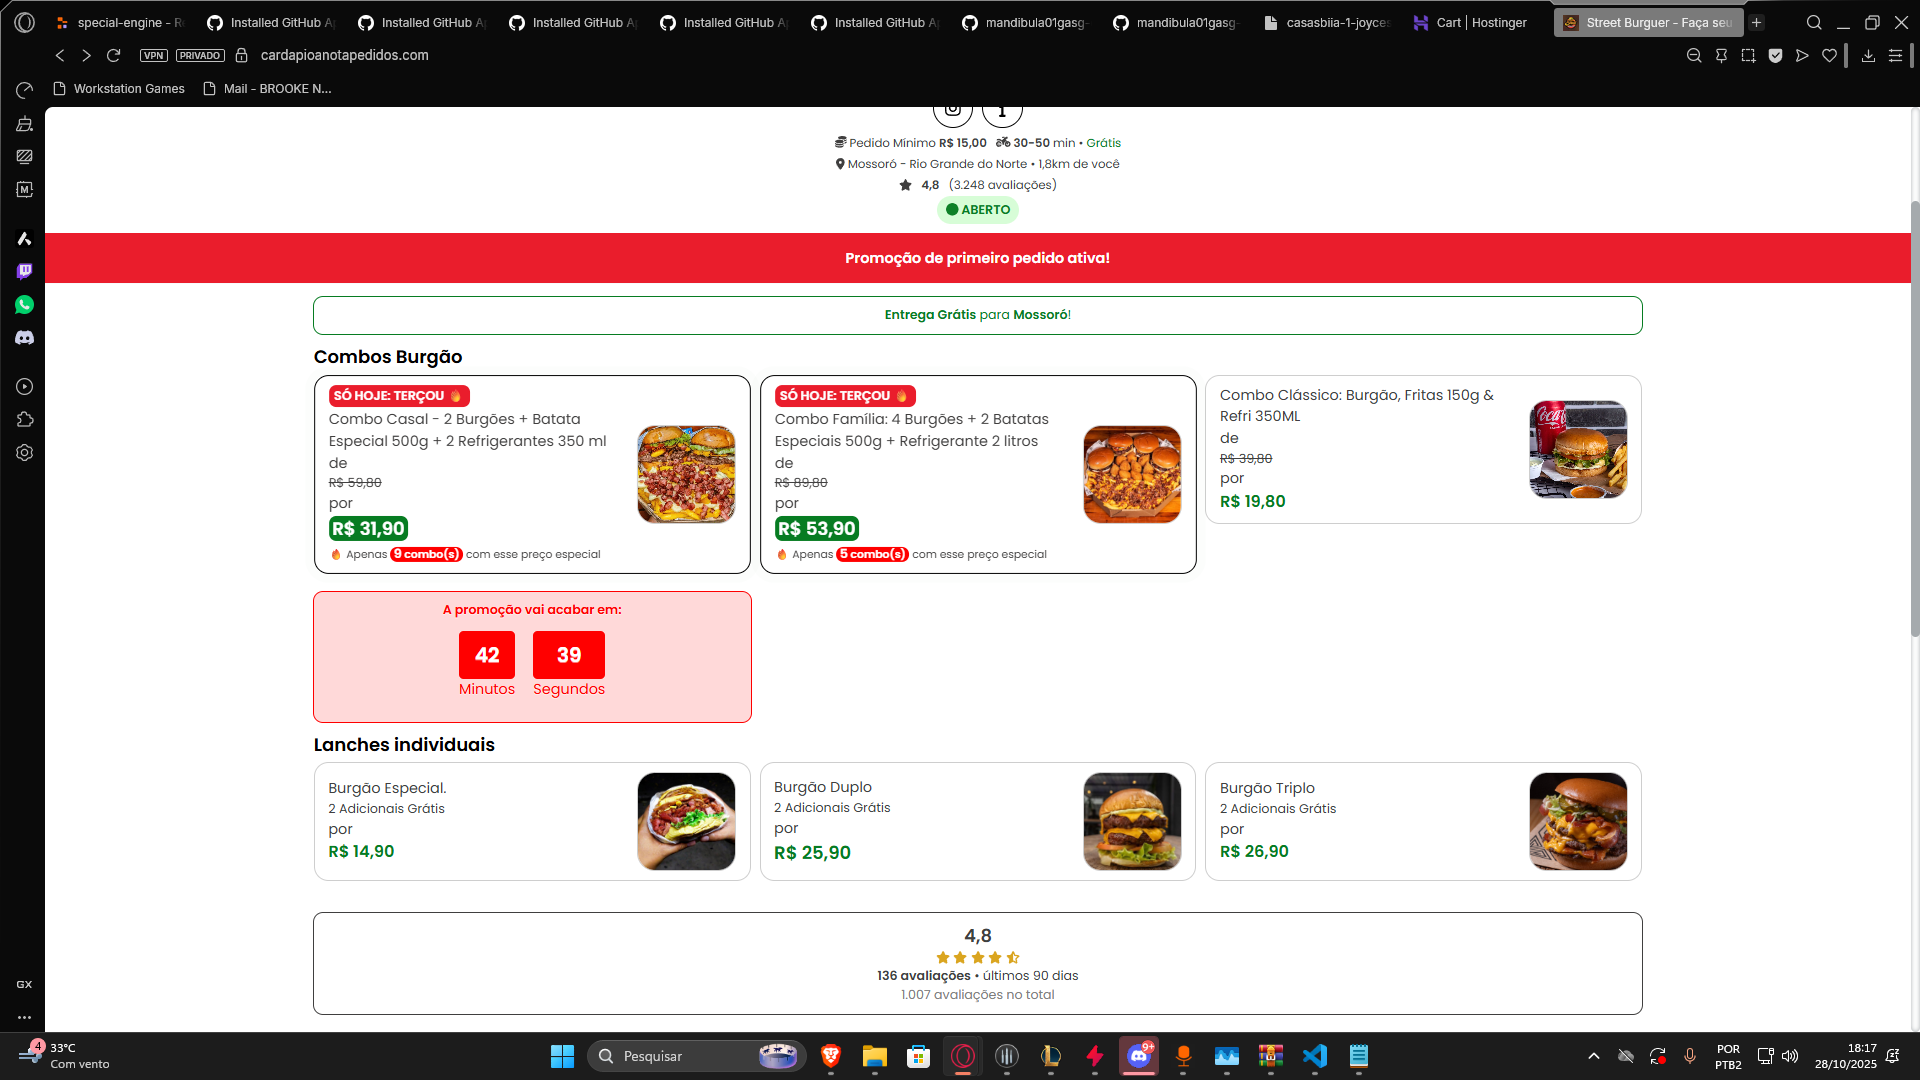 special-engine - Re
Installed GitHub Ap
Installed GitHub Ap
Installed GitHub Ap
Installed GitHub Ap
Installed GitHub Ap
mandibula01gasg-
mandibula01gasg-
casasbiia-1-joyces
Cart | Hostinger
Street Burguer - Faça seu
VPN
PRIVADO
cardapioanotapedidos.com
Workstation Games
Mail - BROOKE N...
Pedido Mínimo R$ 15,00 30-50 min • Grátis
Mossoró - Rio Grande do Norte • 1,8km de você
4,8 (3.248 avaliações)
ABERTO
Promoção de primeiro pedido ativa!
Entrega Grátis para Mossoró!
Combos Burgão
SÓ HOJE: TERÇOU
Combo Casal - 2 Burgões + Batata
Especial 500g + 2 Refrigerantes 350 ml
de
R$ 59,80
por
R$ 31,90
Apenas 9 combo(s) com esse preço especial
SÓ HOJE: TERÇOU
Combo Família: 4 Burgões + 2 Batatas
Especiais 500g + Refrigerante 2 litros
de
R$ 89,80
por
R$ 53,90
Apenas 5 combo(s) com esse preço especial
Combo Clássico: Burgão, Fritas 150g &
Refri 350ML
de
R$ 39,80
por
R$ 19,80
A promoção vai acabar em:
42
Minutos
39
Segundos
Lanches individuais
Burgão Especial.
2 Adicionais Grátis
por
R$ 14,90
Burgão Duplo
2 Adicionais Grátis
por
R$ 25,90
Burgão Triplo
2 Adicionais Grátis
por
R$ 26,90
4,8
136 avaliações • últimos 90 dias
1.007 avaliações no total
GX
4
33°C
Com vento
Pesquisar
9+
POR
PTB2
18:17
28/10/2025